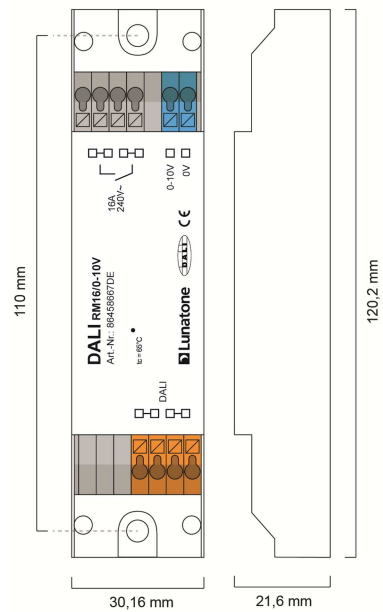 16A
240V~
0-10V
0V
DALI RM16/0-10V
Art.-Nr.: 86458667DE
tc = 65°C
Lunatone
DALI
CE
DALI
110 mm
120,2 mm
30,16 mm
21,6 mm